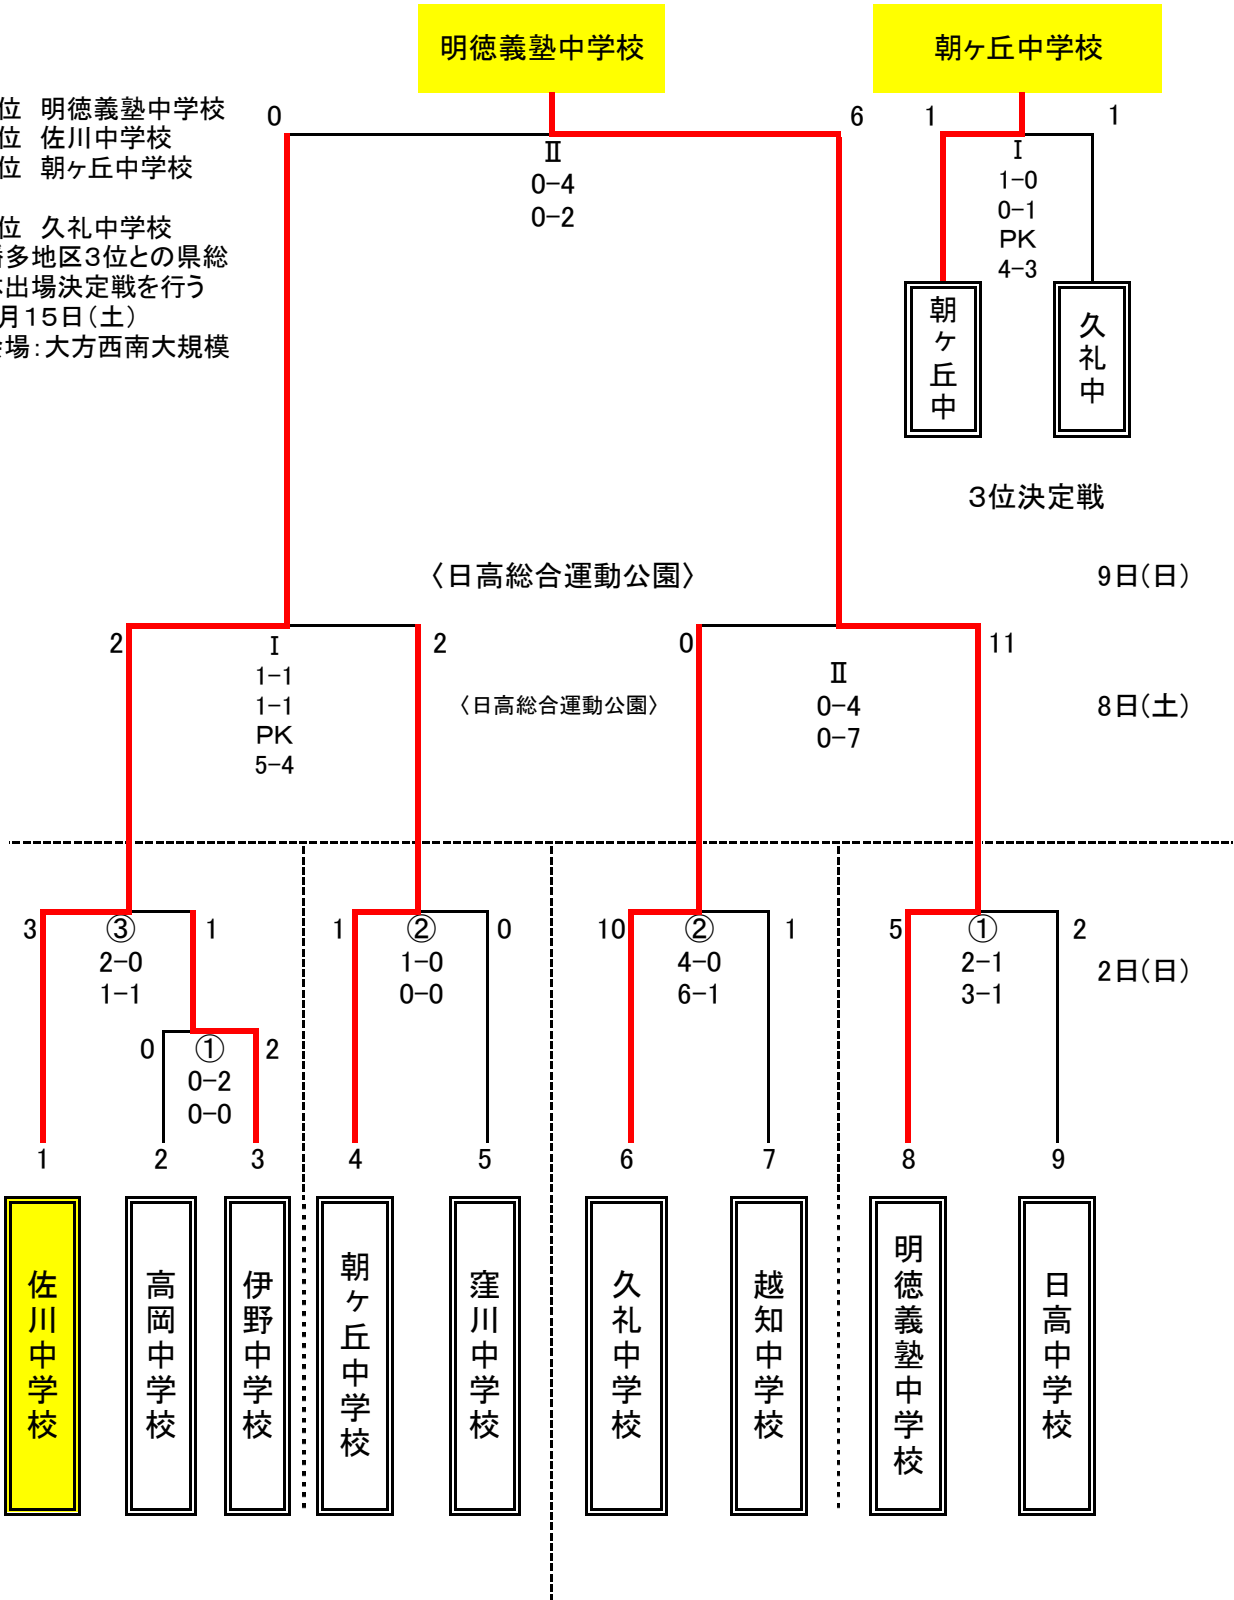 明徳義塾中学校
朝ヶ丘中学校
位 明徳義塾中学校
位 佐川中学校
位 朝ヶ丘中学校
位 久礼中学校
多地区3位との県総
出場決定戦を行う
月15日(土)
場:大方西南大規模
0
6
Ⅱ
0-4
0-2
1
1
I
1-0
0-1
PK
4-3
朝ヶ丘中
久礼中
3位決定戦
〈日高総合運動公園〉
9日(日)
2
2
I
1-1
1-1
PK
5-4
〈日高総合運動公園〉
0
11
Ⅱ
0-4
0-7
8日(土)
3
③
1
2-0
1-1
1
②
0
1-0
0-0
10
②
1
4-0
6-1
5
①
2
2-1
3-1
2日(日)
0
①
2
0-2
0-0
1
2
3
4
5
6
7
8
9
佐川中学校
高岡中学校
伊野中学校
朝ヶ丘中学校
窪川中学校
久礼中学校
越知中学校
明徳義塾中学校
日高中学校